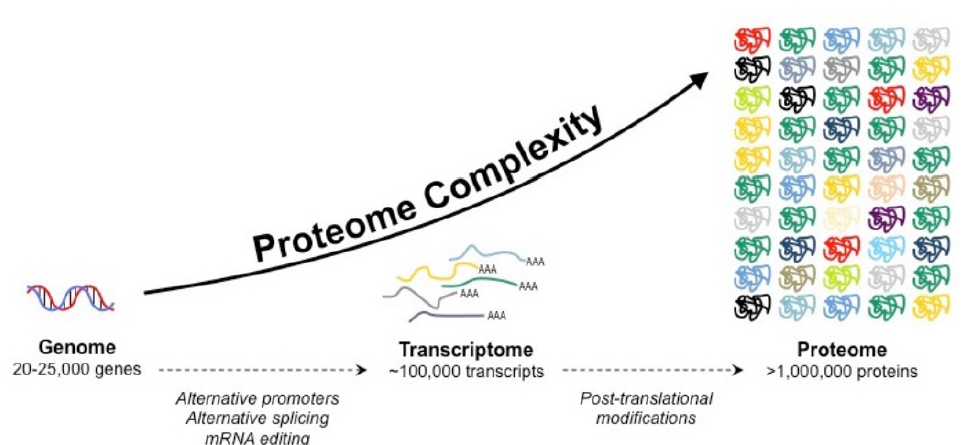 Proteome Complexity
AAA
AAA
AAA
AAA
AAA
Genome
20-25,000 genes
Transcriptome
~100,000 transcripts
Proteome
>1,000,000 proteins
Alternative promoters
Alternative splicing
mRNA editing
Post-translational
modifications